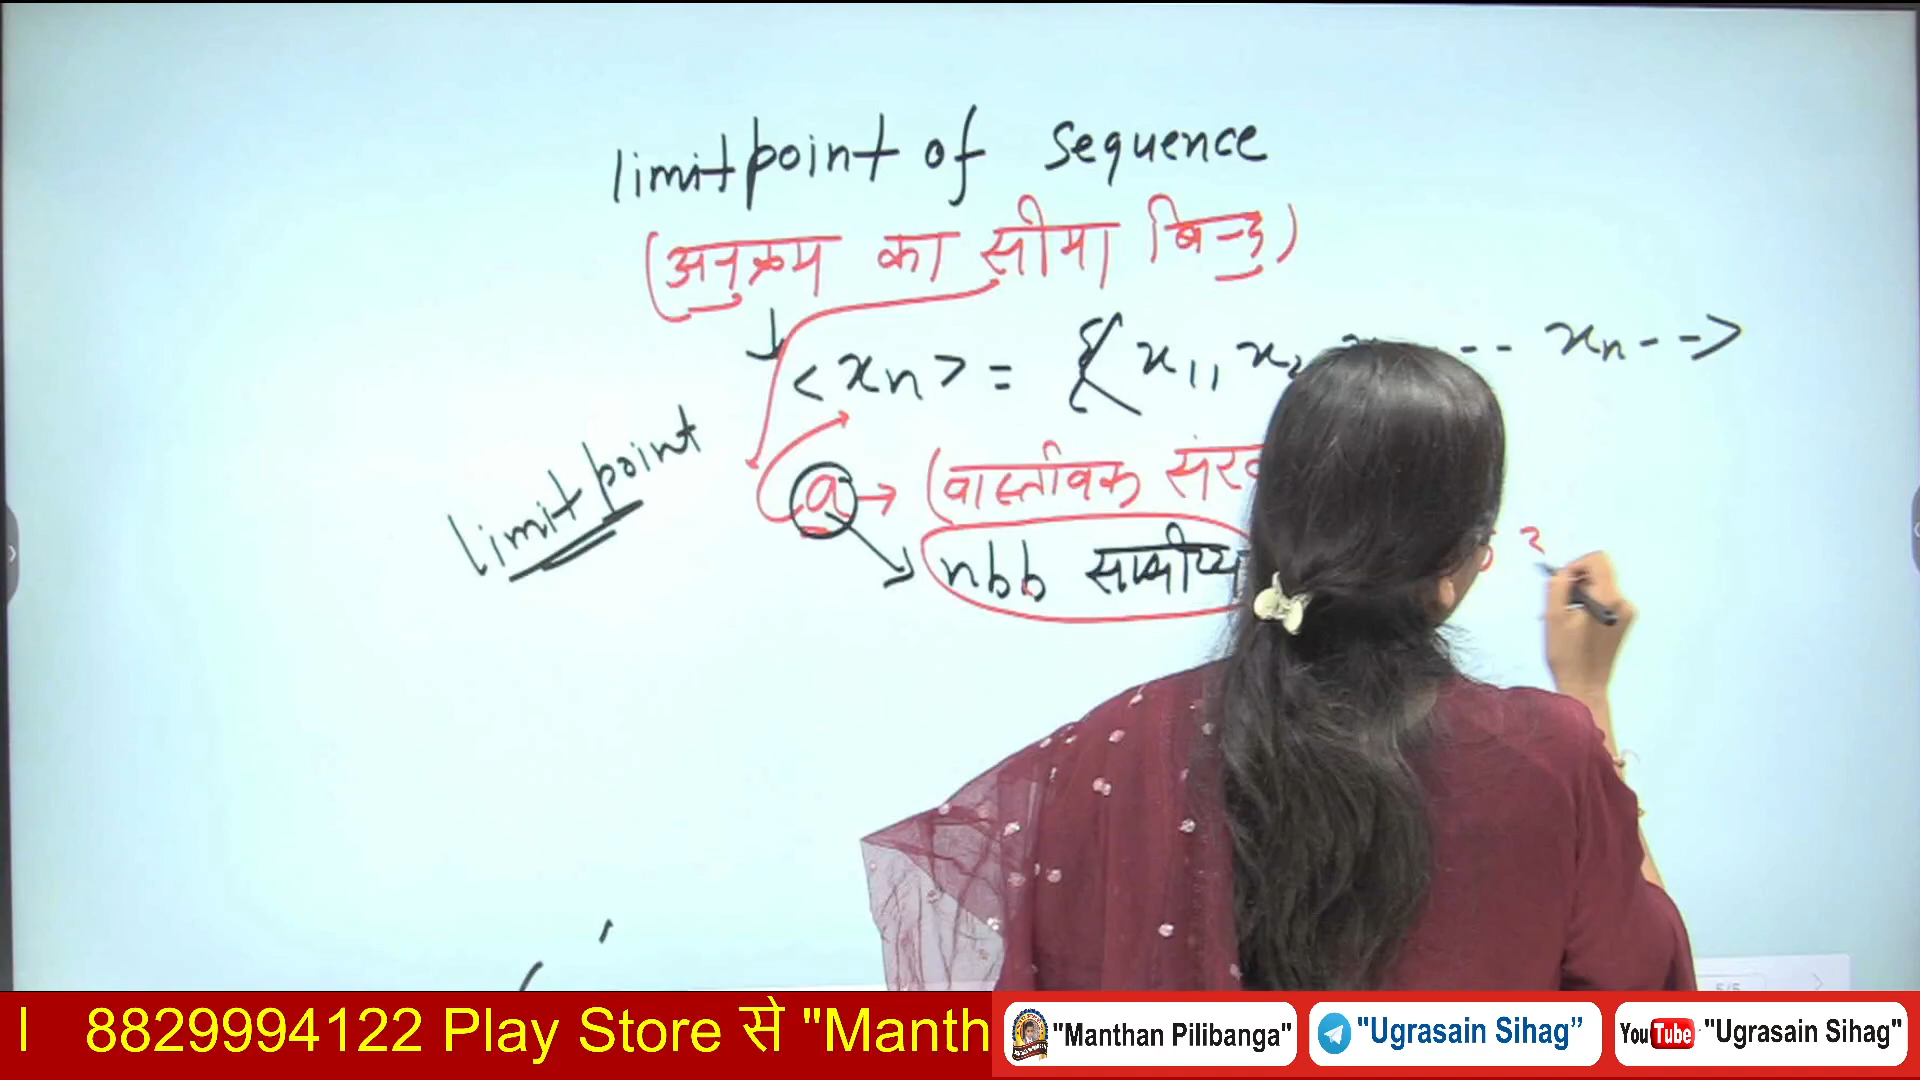 limit point of sequence
(अनुक्रम का सीमा बिन्दु)
<xn> = { x1, x2 -- xn -->
limit point
a → (वास्तविक
nbb सामीप्य
l 8829994122 Play Store से "Manth
"Manthan Pilibanga"
"Ugrasain Sihag"
YouTube "Ugrasain Sihag"